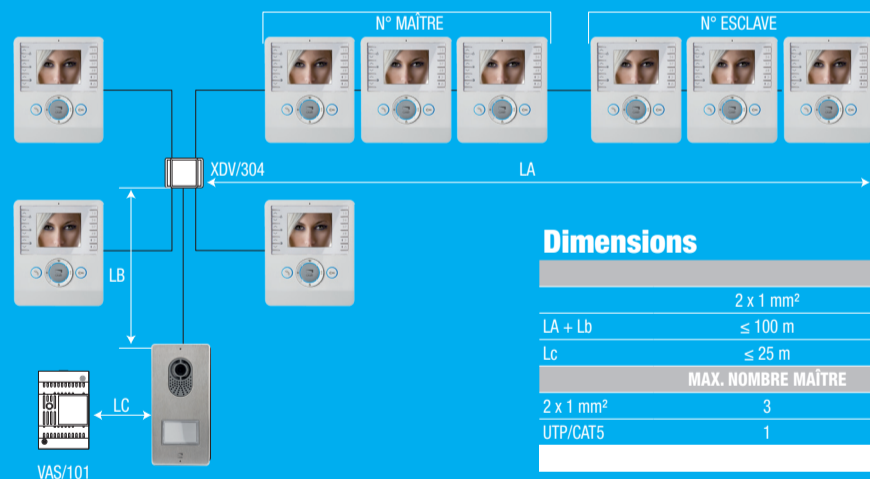 N° MAÎTRE
N° ESCLAVE
XDV/304
LA
LB
LC
VAS/101
Dimensions
2 x 1 mm²
LA + Lb ≤ 100 m
Lc ≤ 25 m
MAX. NOMBRE MAÎTRE
2 x 1 mm² 3
UTP/CAT5 1